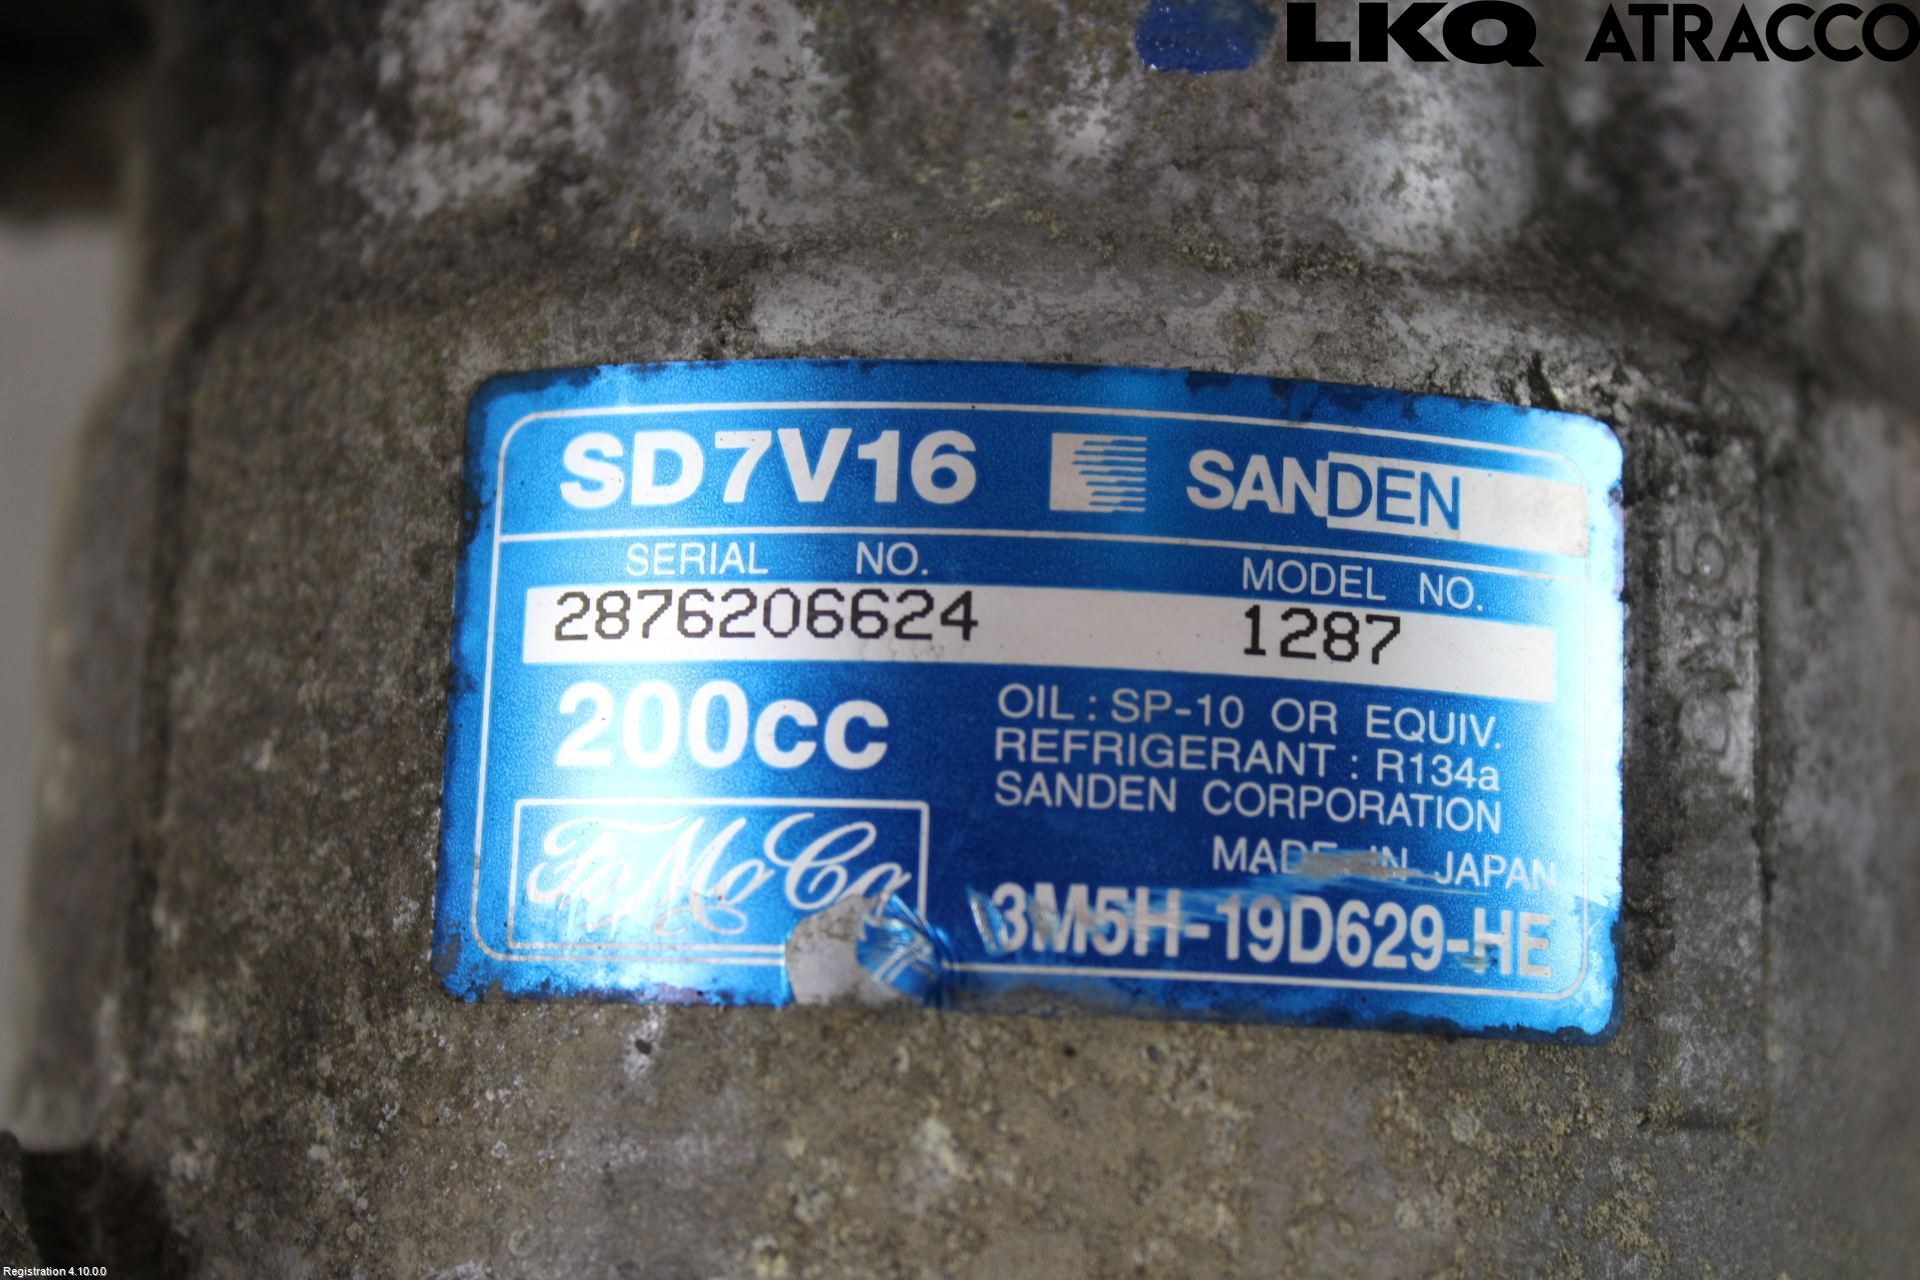 LKQ ATRACCO
SD7V16 SANDEN
SERIAL NO. MODEL NO.
2876206624 1287
200cc
OIL : SP-10 OR EQUIV.
REFRIGERANT : R134a
SANDEN CORPORATION
MADE IN JAPAN
FoMoCo
3M5H-19D629-HE
Registration 4.10.0.0